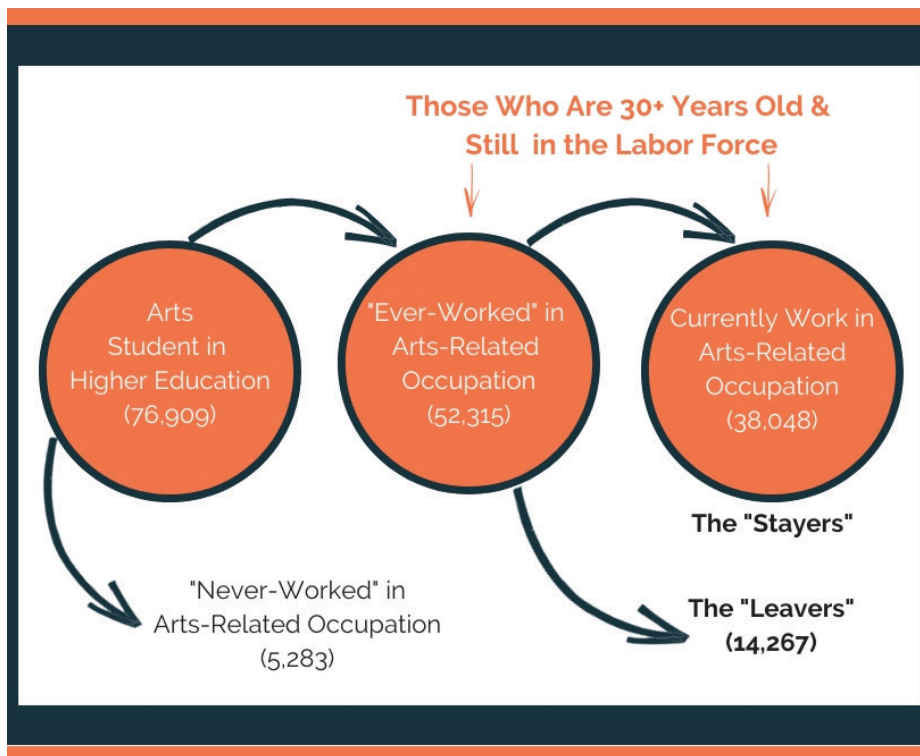 Those Who Are 30+ Years Old &
Still in the Labor Force
Arts
Student in
Higher Education
(76,909)
"Ever-Worked" in
Arts-Related
Occupation
(52,315)
Currently Work in
Arts-Related
Occupation
(38,048)
The "Stayers"
"Never-Worked" in
Arts-Related Occupation
(5,283)
The "Leavers"
(14,267)